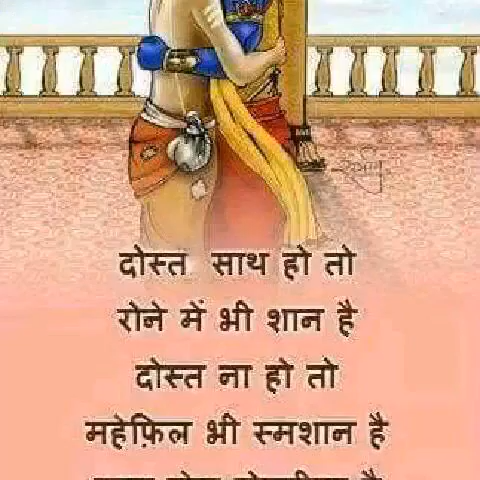 दोस्त साथ हो तो
रोने में भी शान है
दोस्त ना हो तो
महेफ़िल भी स्मशान है